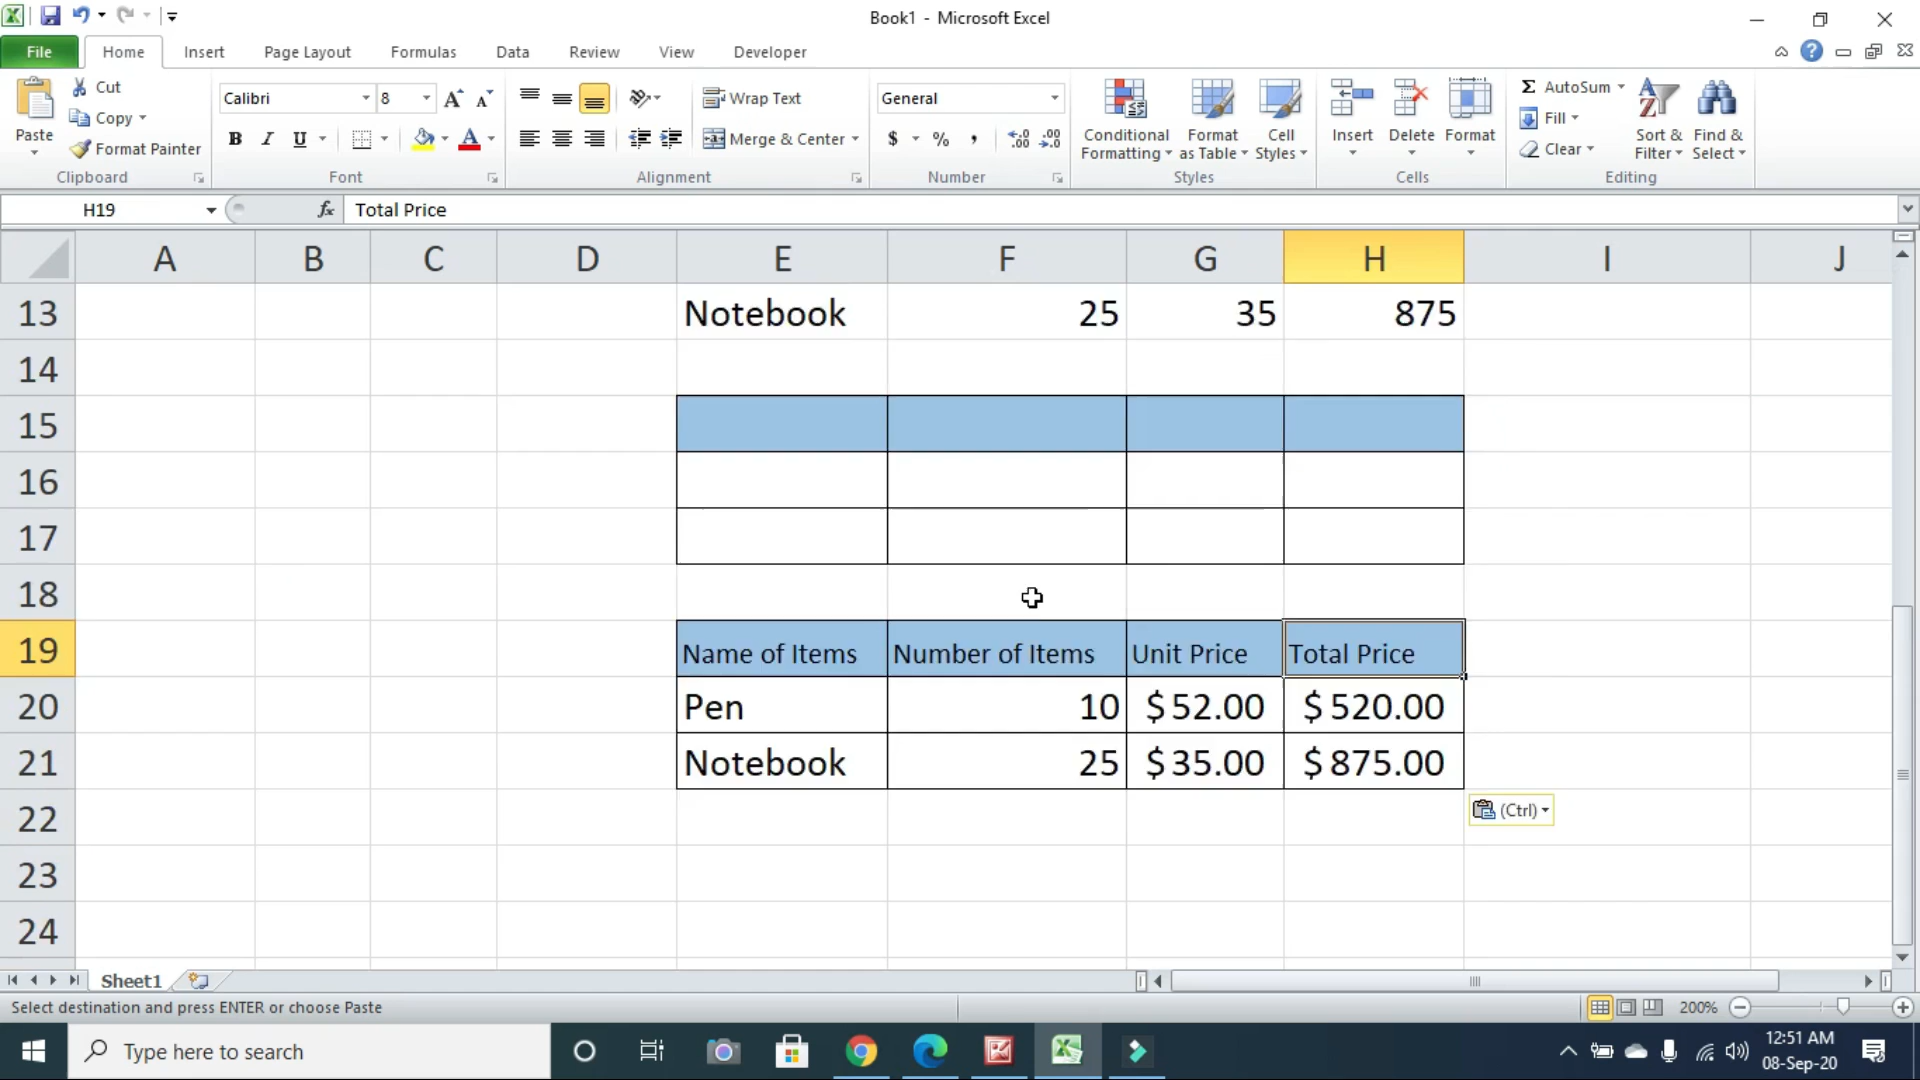 Book1 - Microsoft Excel
File Home Insert Page Layout Formulas Data Review View Developer
Paste
Cut
Copy
Format Painter
Clipboard
Calibri 8
B I U
Font
Wrap Text
Merge & Center
Alignment
General
$ % ,
Number
Conditional Formatting
Format as Table
Cell Styles
Styles
Insert Delete Format
Cells
Σ AutoSum
Fill
Clear
Sort & Filter
Find & Select
Editing
H19 fx Total Price
A B C D E F G H I J
13 Notebook 25 35 875
14
15
16
17
18
19 Name of Items Number of Items Unit Price Total Price
20 Pen 10 $ 52.00 $ 520.00
21 Notebook 25 $ 35.00 $ 875.00
22 (Ctrl)
23
24
Sheet1
Select destination and press ENTER or choose Paste 200%
Type here to search
12:51 AM
08-Sep-20